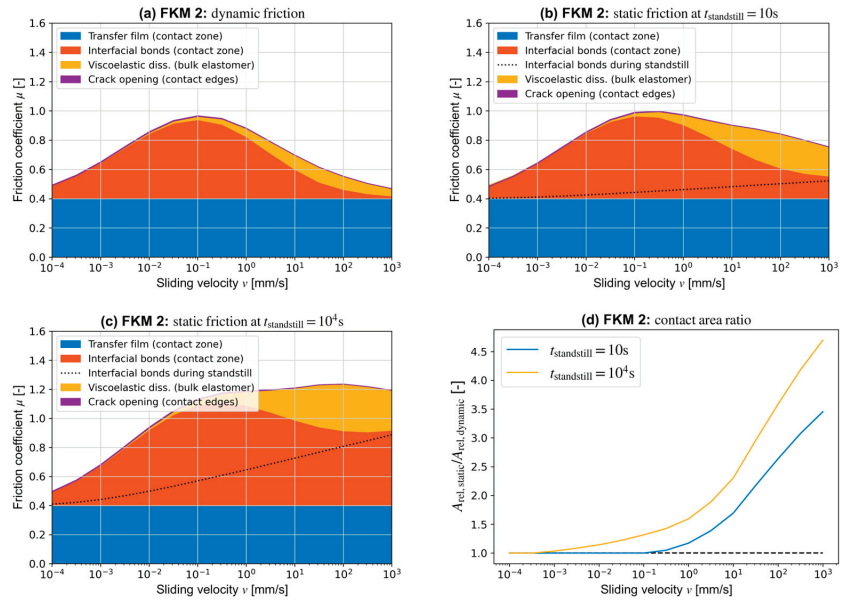 (a) FKM 2: dynamic friction
Friction coefficient μ [-]
1.6
1.4
1.2
1.0
0.8
0.6
0.4
0.2
0.0
Transfer film (contact zone)
Interfacial bonds (contact zone)
Viscoelastic diss. (bulk elastomer)
Crack opening (contact edges)
10⁻⁴ 10⁻³ 10⁻² 10⁻¹ 10⁰ 10¹ 10² 10³
Sliding velocity v [mm/s]
(b) FKM 2: static friction at t_standstill = 10s
Friction coefficient μ [-]
1.6
1.4
1.2
1.0
0.8
0.6
0.4
0.2
0.0
Transfer film (contact zone)
Interfacial bonds (contact zone)
Interfacial bonds during standstill
Viscoelastic diss. (bulk elastomer)
Crack opening (contact edges)
10⁻⁴ 10⁻³ 10⁻² 10⁻¹ 10⁰ 10¹ 10² 10³
Sliding velocity v [mm/s]
(c) FKM 2: static friction at t_standstill = 10⁴s
Friction coefficient μ [-]
1.6
1.4
1.2
1.0
0.8
0.6
0.4
0.2
0.0
Transfer film (contact zone)
Interfacial bonds (contact zone)
Interfacial bonds during standstill
Viscoelastic diss. (bulk elastomer)
Crack opening (contact edges)
10⁻⁴ 10⁻³ 10⁻² 10⁻¹ 10⁰ 10¹ 10² 10³
Sliding velocity v [mm/s]
(d) FKM 2: contact area ratio
A_rel, static/A_rel, dynamic [-]
4.5
4.0
3.5
3.0
2.5
2.0
1.5
1.0
t_standstill = 10s
t_standstill = 10⁴s
10⁻⁴ 10⁻³ 10⁻² 10⁻¹ 10⁰ 10¹ 10² 10³
Sliding velocity v [mm/s]